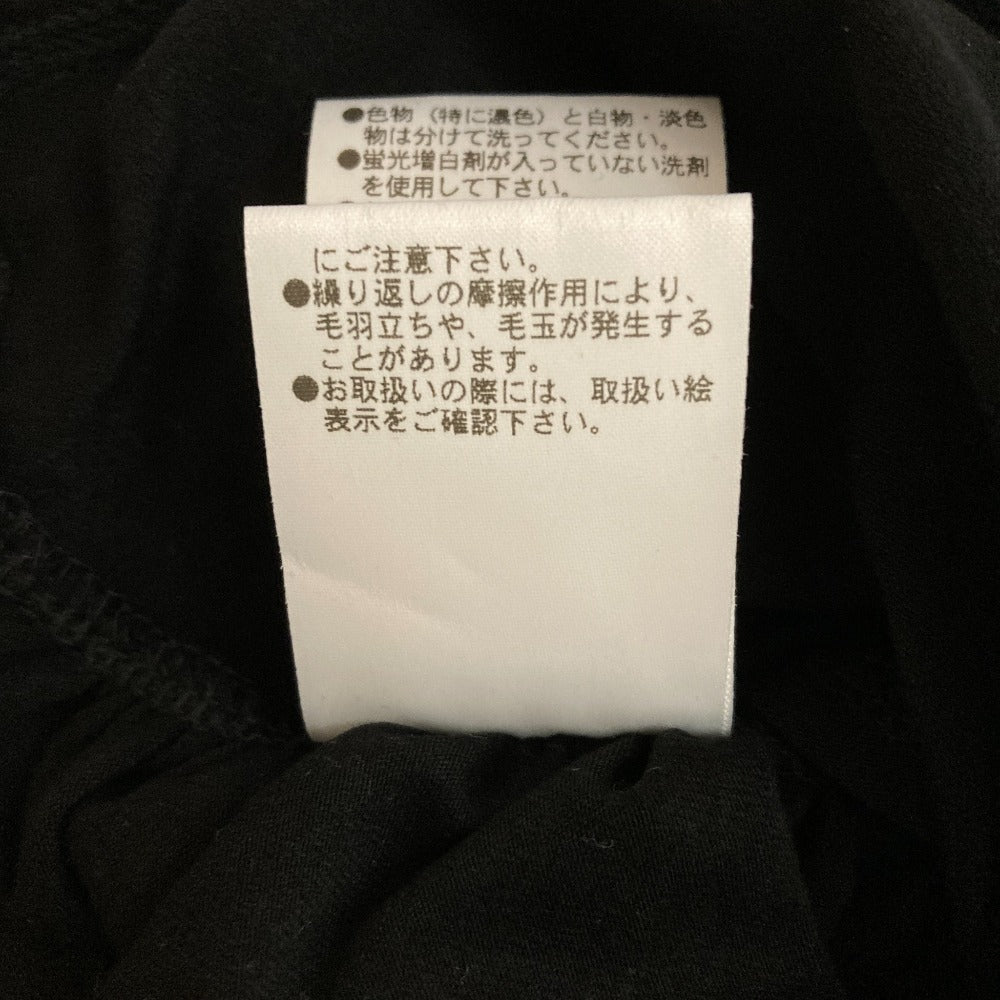 ●色物（特に濃色）と白物・淡色
物は分けて洗ってください。
●蛍光増白剤が入っていない洗剤
を使用して下さい。
にご注意下さい。
●繰り返しの摩擦作用により、
毛羽立ちや、毛玉が発生する
ことがあります。
●お取扱いの際には、取扱い絵
表示をご確認下さい。